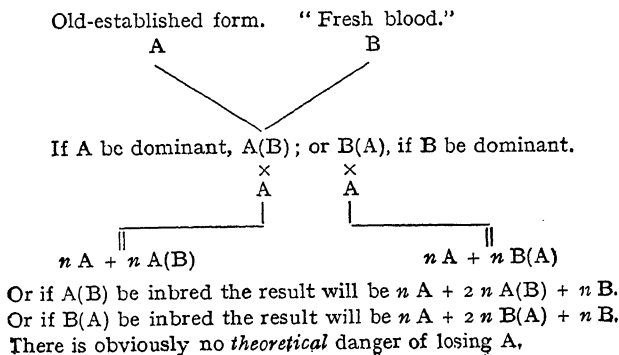 Old-established form. “Fresh blood.”
A B
If A be dominant, A(B); or B(A), if B be dominant.
× ×
A A
n A + n A(B) n A + n B(A)
Or if A(B) be inbred the result will be n A + 2 n A(B) + n B.
Or if B(A) be inbred the result will be n A + 2 n B(A) + n B.
There is obviously no theoretical danger of losing A,